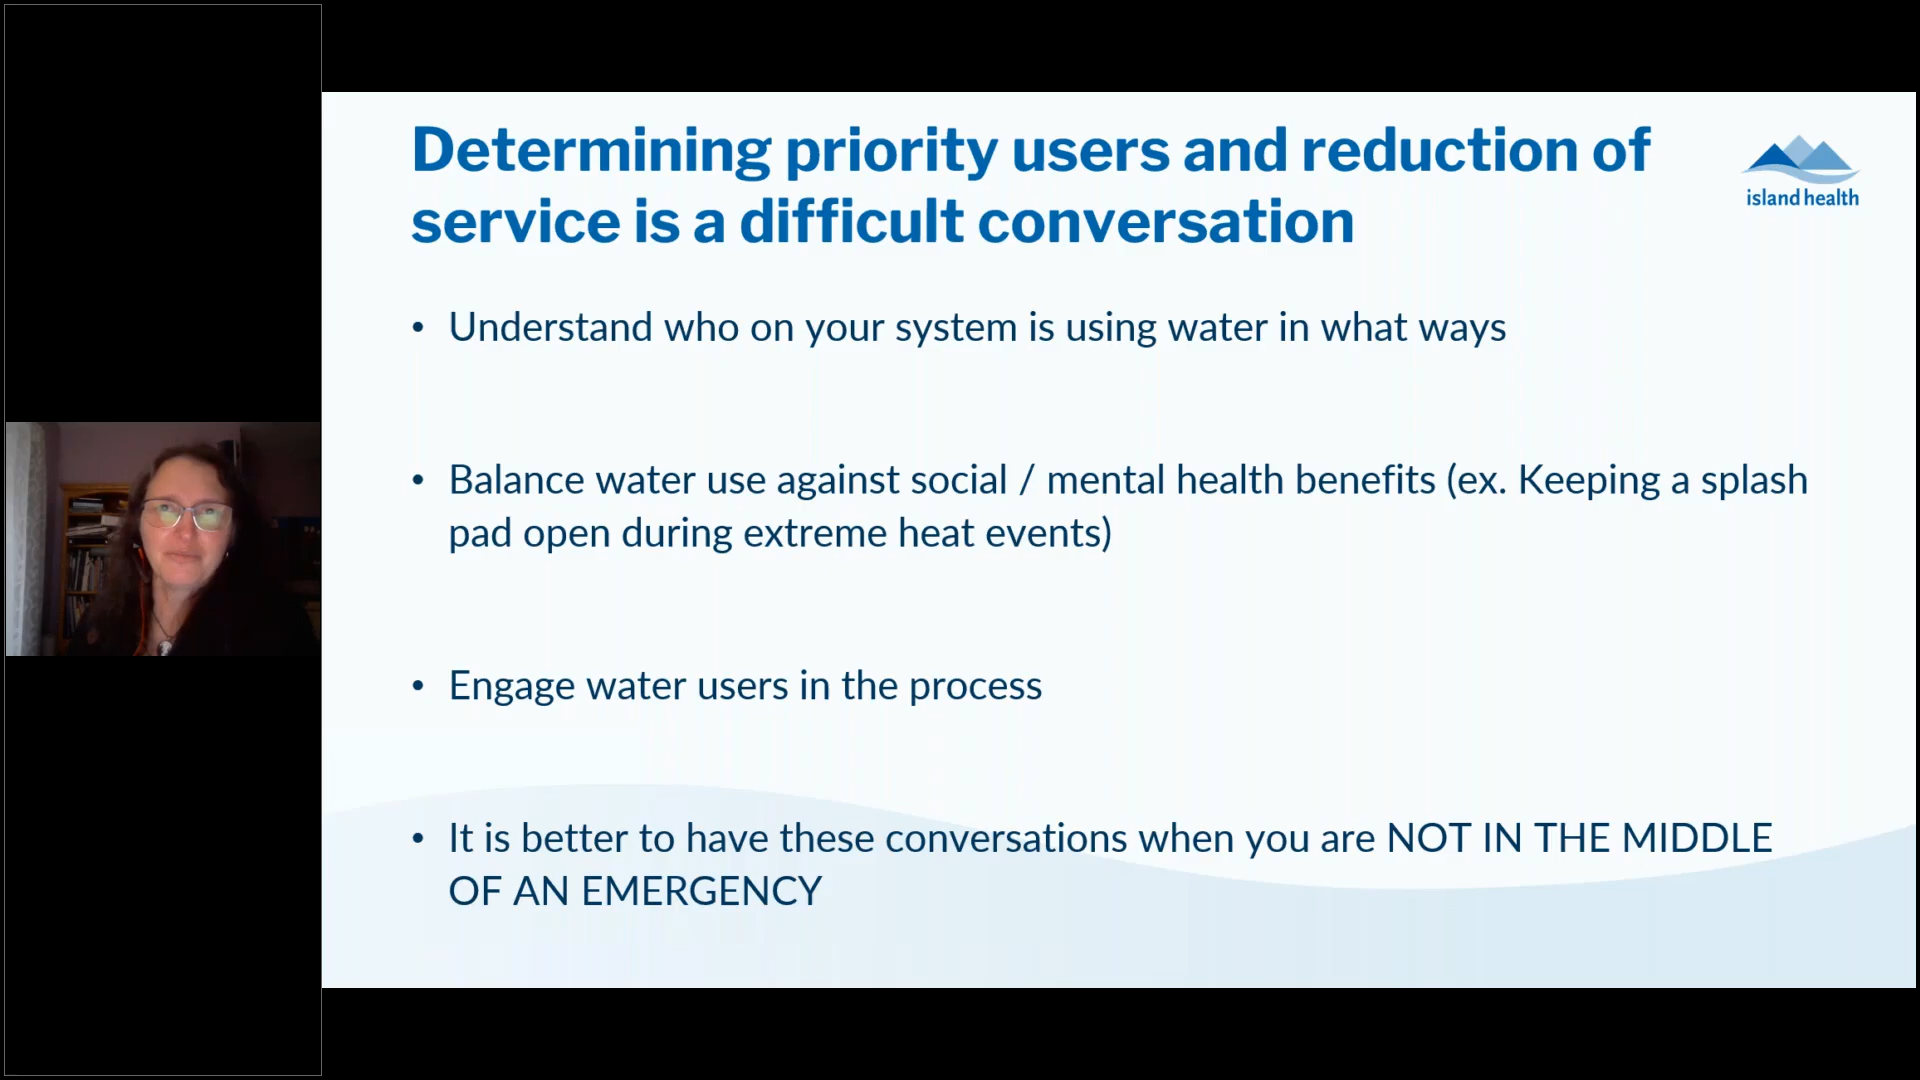 Determining priority users and reduction of
service is a difficult conversation
island health
• Understand who on your system is using water in what ways
• Balance water use against social / mental health benefits (ex. Keeping a splash
pad open during extreme heat events)
• Engage water users in the process
• It is better to have these conversations when you are NOT IN THE MIDDLE
OF AN EMERGENCY